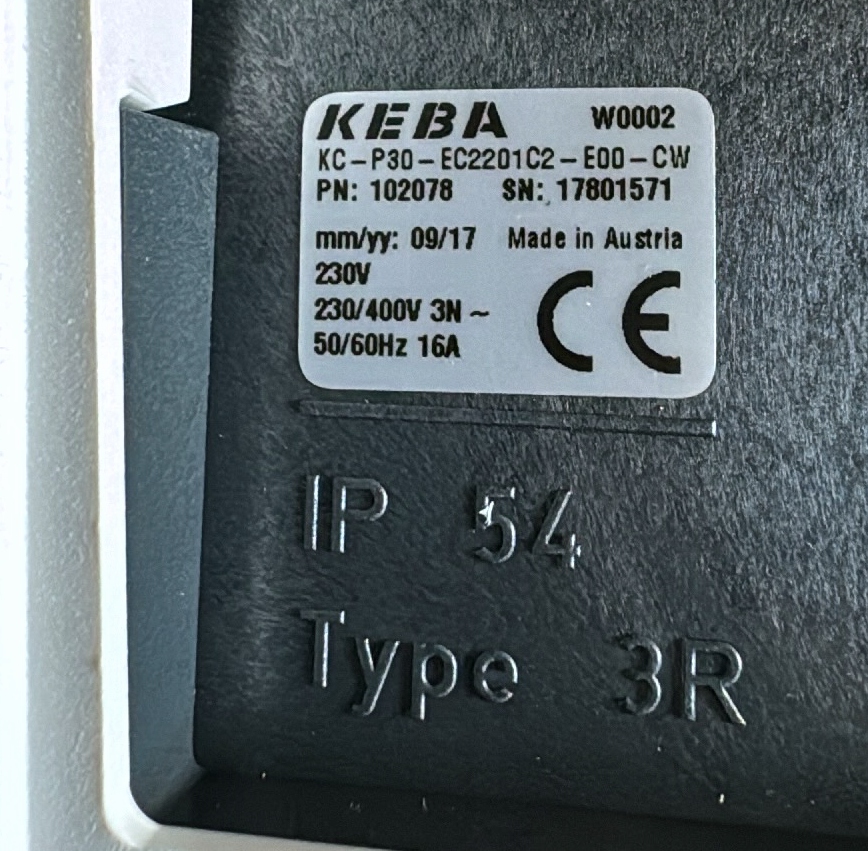 KEBA W0002
KC-P30-EC2201C2-E00-CW
PN: 102078 SN: 17801571
mm/yy: 09/17 Made in Austria
230V
230/400V 3N ~
50/60Hz 16A
CE
IP 54
Type 3R